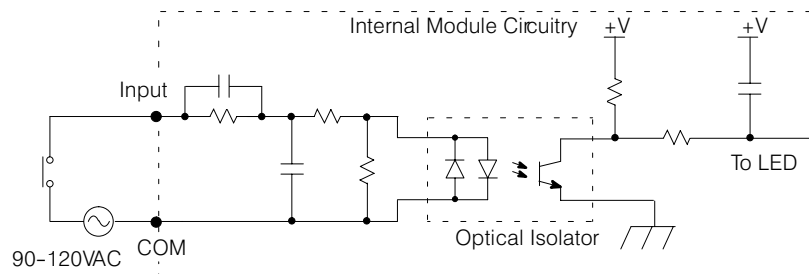 Internal Module Circuitry
+V
+V
Input
To LED
COM
Optical Isolator
90-120VAC